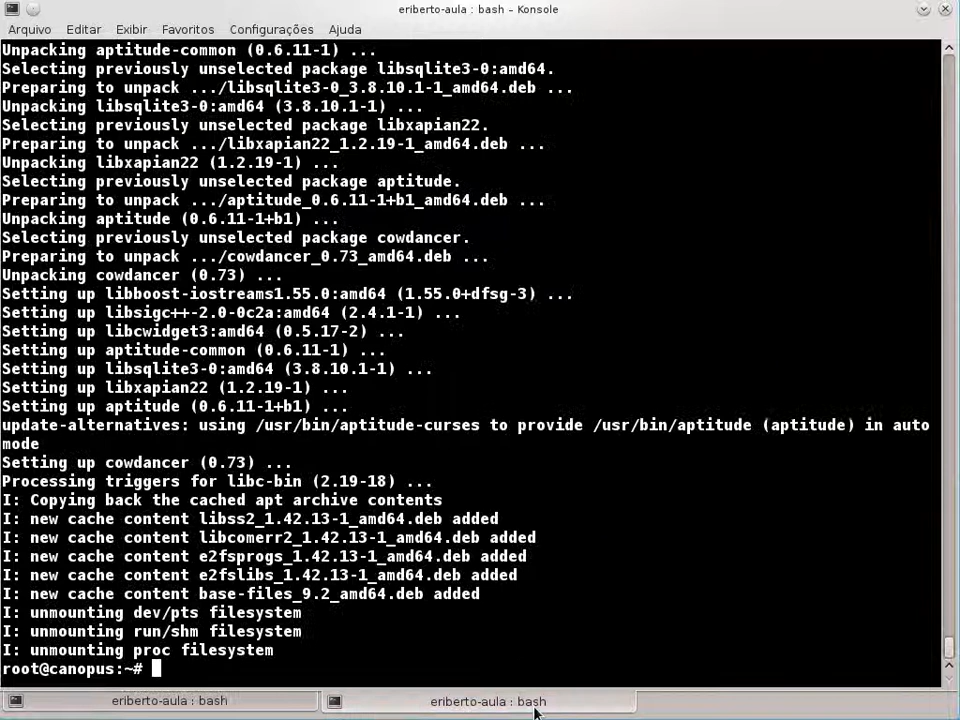 eriberto-aula : bash – Konsole
Arquivo Editar Exibir Favoritos Configurações Ajuda
Unpacking aptitude-common (0.6.11-1) ...
Selecting previously unselected package libsqlite3-0:amd64.
Preparing to unpack .../libsqlite3-0_3.8.10.1-1_amd64.deb ...
Unpacking libsqlite3-0:amd64 (3.8.10.1-1) ...
Selecting previously unselected package libxapian22.
Preparing to unpack .../libxapian22_1.2.19-1_amd64.deb ...
Unpacking libxapian22 (1.2.19-1) ...
Selecting previously unselected package aptitude.
Preparing to unpack .../aptitude_0.6.11-1+b1_amd64.deb ...
Unpacking aptitude (0.6.11-1+b1) ...
Selecting previously unselected package cowdancer.
Preparing to unpack .../cowdancer_0.73_amd64.deb ...
Unpacking cowdancer (0.73) ...
Setting up libboost-iostreams1.55.0:amd64 (1.55.0+dfsg-3) ...
Setting up libsigc++-2.0-0c2a:amd64 (2.4.1-1) ...
Setting up libcwidget3:amd64 (0.5.17-2) ...
Setting up aptitude-common (0.6.11-1) ...
Setting up libsqlite3-0:amd64 (3.8.10.1-1) ...
Setting up libxapian22 (1.2.19-1) ...
Setting up aptitude (0.6.11-1+b1) ...
update-alternatives: using /usr/bin/aptitude-curses to provide /usr/bin/aptitude (aptitude) in auto
mode
Setting up cowdancer (0.73) ...
Processing triggers for libc-bin (2.19-18) ...
I: Copying back the cached apt archive contents
I: new cache content libss2_1.42.13-1_amd64.deb added
I: new cache content libcomerr2_1.42.13-1_amd64.deb added
I: new cache content e2fsprogs_1.42.13-1_amd64.deb added
I: new cache content e2fslibs_1.42.13-1_amd64.deb added
I: new cache content base-files_9.2_amd64.deb added
I: unmounting dev/pts filesystem
I: unmounting run/shm filesystem
I: unmounting proc filesystem
root@canopus:~#
eriberto-aula : bash eriberto-aula : bash